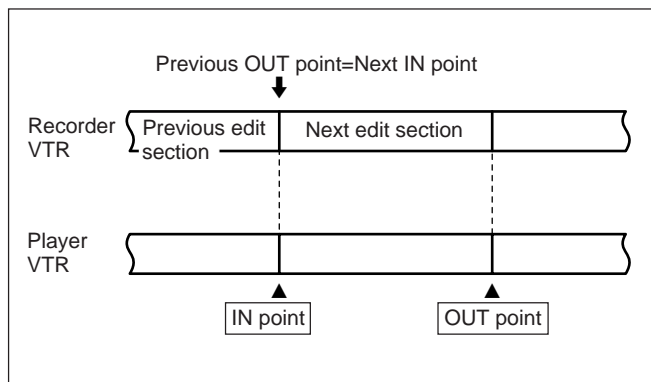 Previous OUT point=Next IN point
Recorder
VTR
Previous edit
section
Next edit section
Player
VTR
IN point
OUT point